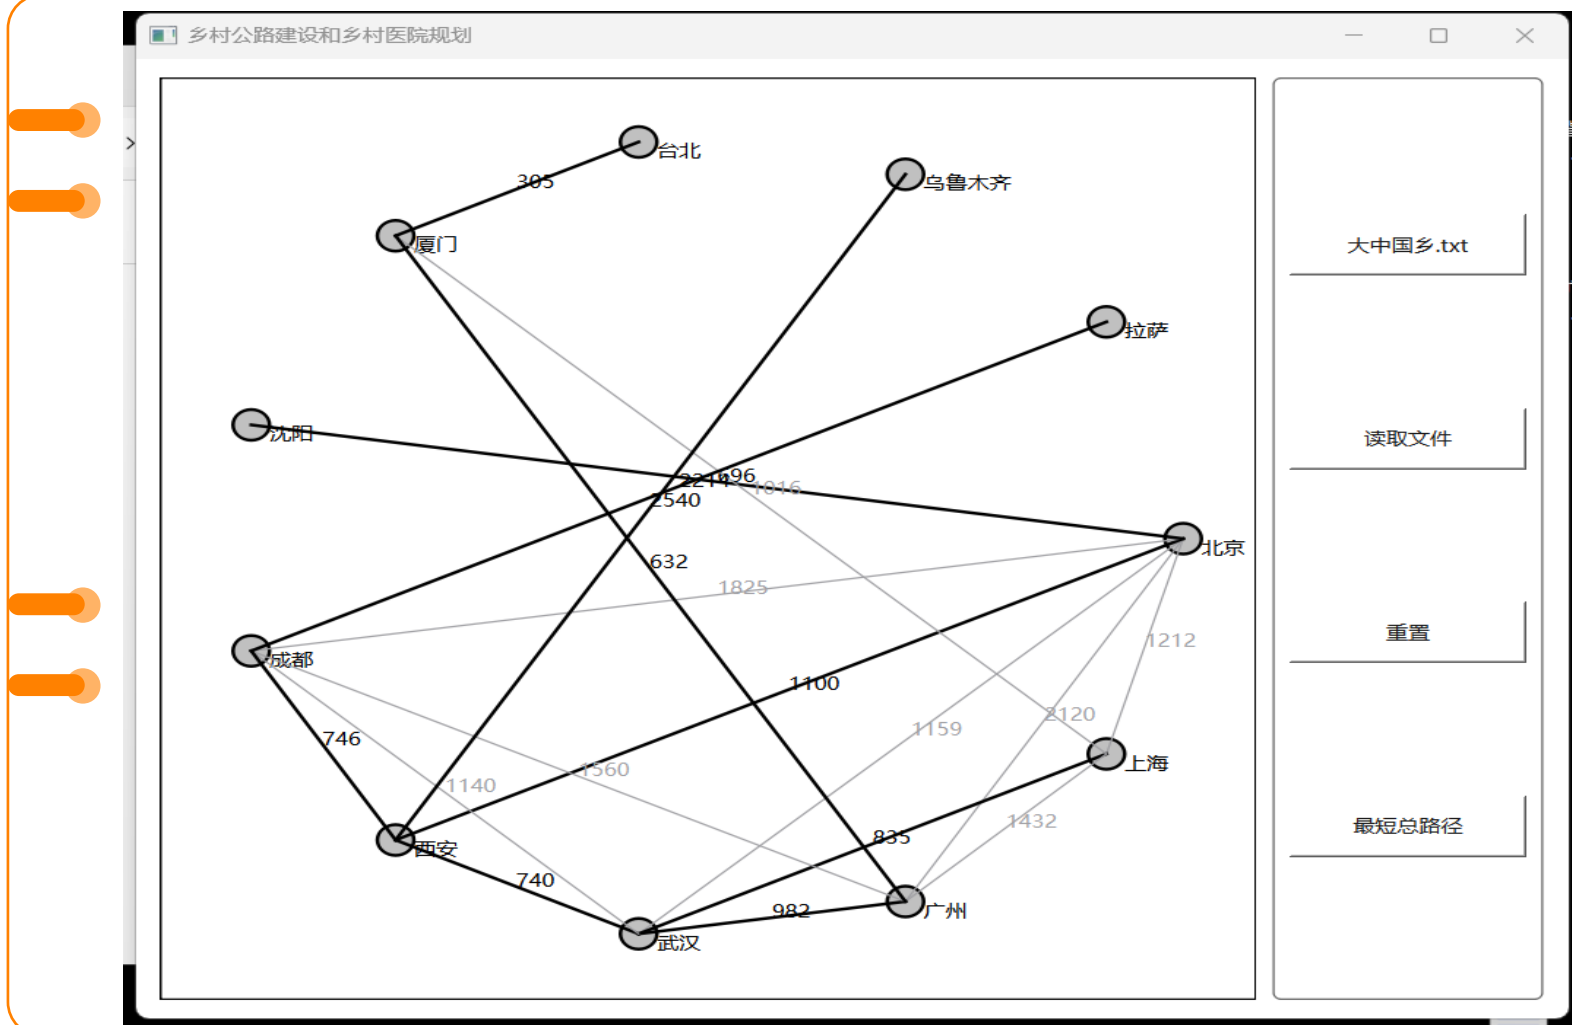 乡村公路建设和乡村医院规划
台北
305
乌鲁木齐
厦门
拉萨
大中国乡.txt
沈阳
读取文件
2214
696
1016
2540
北京
632
1825
重置
1212
成都
1100
2120
1159
746
上海
1560
1140
1432
最短总路径
835
西安
740
982
广州
武汉